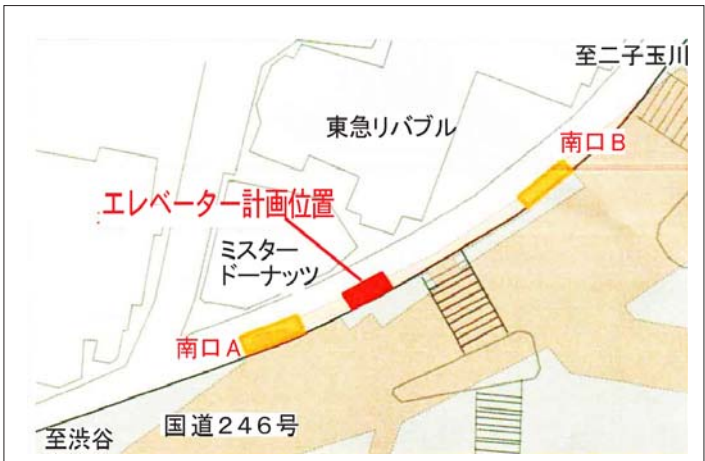 至二子玉川
東急リバブル
南口B
エレベーター計画位置
ミスター
ドーナッツ
南口A
国道246号
至渋谷